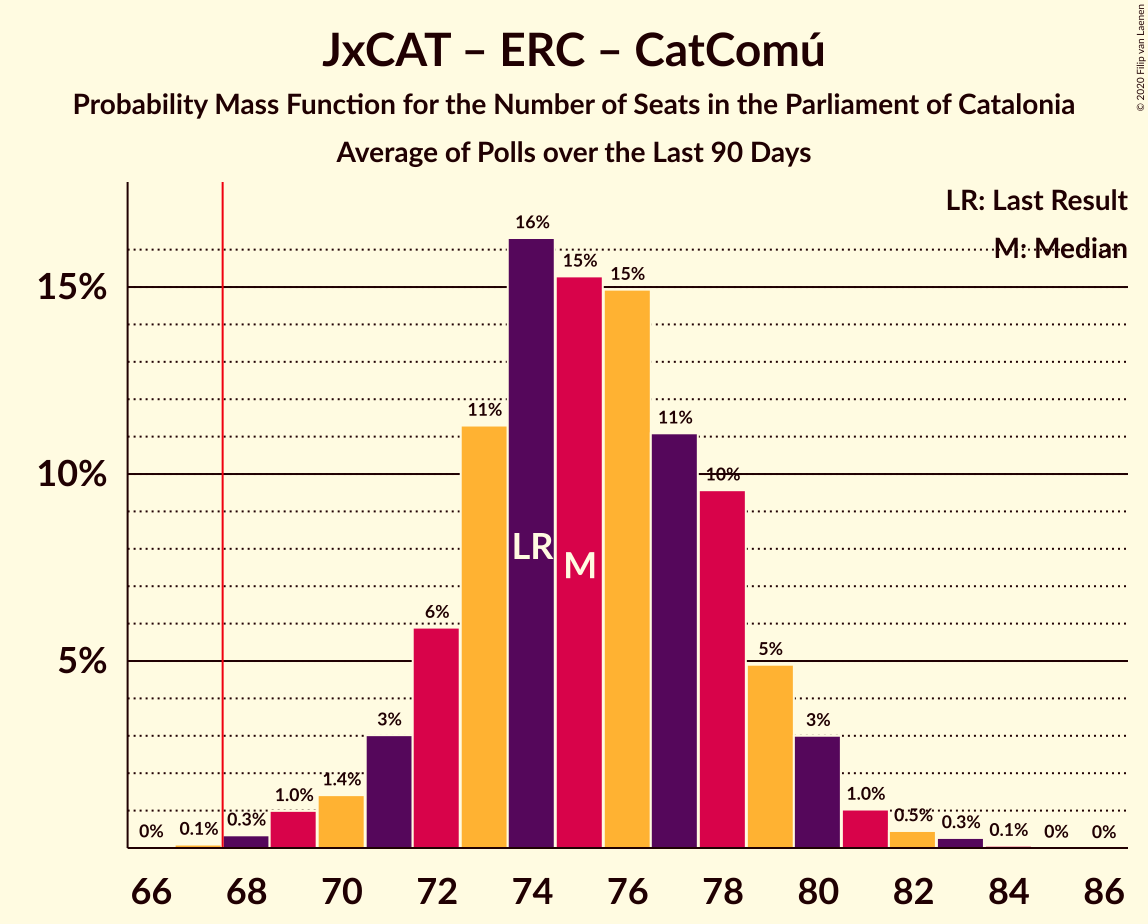 JxCAT – ERC – CatComú
Probability Mass Function for the Number of Seats in the Parliament of Catalonia
Average of Polls over the Last 90 Days
© 2020 Filip van Laenen
LR: Last Result
M: Median
15%
10%
5%
0%
0.1%
0.3%
1.0%
1.4%
3%
6%
11%
16%
15%
15%
11%
10%
5%
3%
1.0%
0.5%
0.3%
0.1%
0%
0%
LR
M
66 68 70 72 74 76 78 80 82 84 86